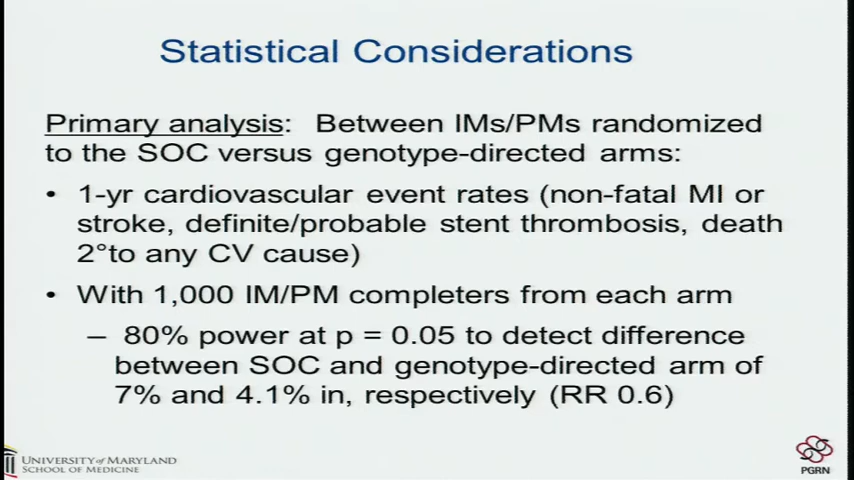 Statistical Considerations
Primary analysis: Between IMs/PMs randomized
to the SOC versus genotype-directed arms:
• 1-yr cardiovascular event rates (non-fatal MI or
stroke, definite/probable stent thrombosis, death
2°to any CV cause)
• With 1,000 IM/PM completers from each arm
– 80% power at p = 0.05 to detect difference
between SOC and genotype-directed arm of
7% and 4.1% in, respectively (RR 0.6)
UNIVERSITY of MARYLAND
SCHOOL OF MEDICINE
PGRN